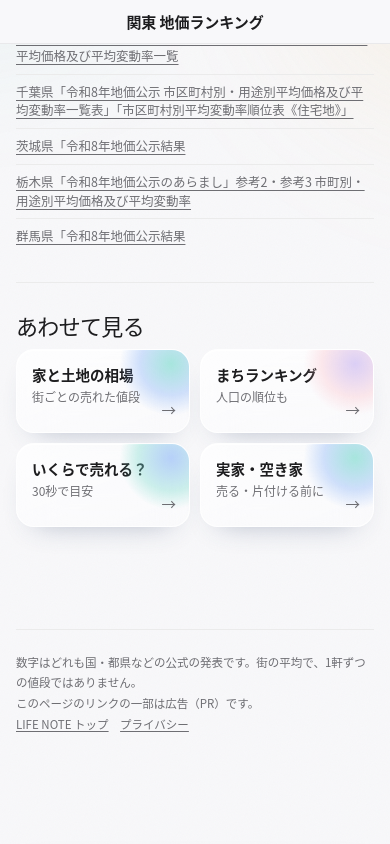 関東 地価ランキング
平均価格及び平均変動率一覧
千葉県「令和8年地価公示 市区町村別・用途別平均価格及び平
均変動率一覧表」「市区町村別平均変動率順位表《住宅地》」
茨城県「令和8年地価公示結果
栃木県「令和8年地価公示のあらまし」参考2・参考3 市町別・
用途別平均価格及び平均変動率
群馬県「令和8年地価公示結果
あわせて見る
家と土地の相場
街ごとの売れた値段
→
まちランキング
人口の順位も
→
いくらで売れる？
30秒で目安
→
実家・空き家
売る・片付ける前に
→
数字はどれも国・都県などの公式の発表です。街の平均で、1軒ずつ
の値段ではありません。
このページのリンクの一部は広告（PR）です。
LIFE NOTE トップ プライバシー